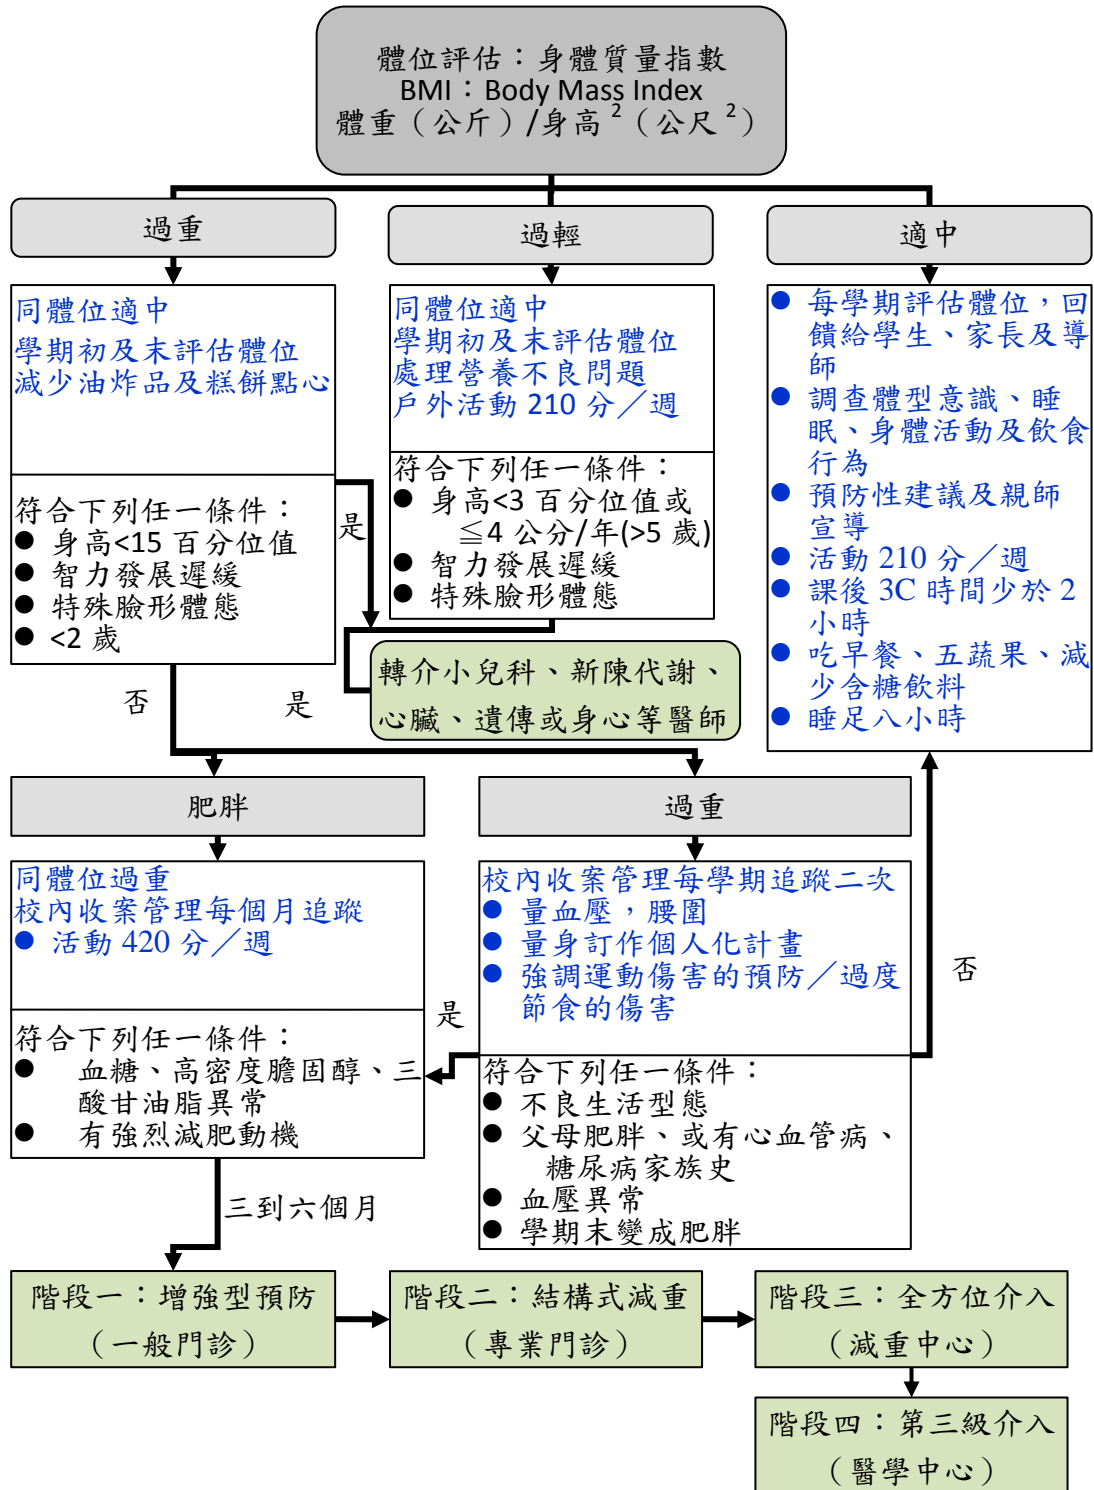 體位評估：身體質量指數
BMI：Body Mass Index
體重（公斤）/身高²（公尺²）
過重
過輕
適中
同體位適中
學期初及末評估體位
減少油炸品及糕餅點心
符合下列任一條件：
● 身高<15 百分位值
● 智力發展遲緩
● 特殊臉形體態
● <2 歲
同體位適中
學期初及末評估體位
處理營養不良問題
戶外活動 210 分／週
符合下列任一條件：
● 身高<3 百分位值或
≦4 公分/年(>5 歲)
● 智力發展遲緩
● 特殊臉形體態
● 每學期評估體位，回
饋給學生、家長及導
師
● 調查體型意識、睡
眠、身體活動及飲食
行為
● 預防性建議及親師
宣導
● 活動 210 分／週
● 課後 3C 時間少於 2
小時
● 吃早餐、五蔬果、減
少含糖飲料
● 睡足八小時
是
否
是
轉介小兒科、新陳代謝、
心臟、遺傳或身心等醫師
肥胖
過重
同體位過重
校內收案管理每個月追蹤
● 活動 420 分／週
符合下列任一條件：
● 血糖、高密度膽固醇、三
酸甘油脂異常
● 有強烈減肥動機
是
校內收案管理每學期追蹤二次
● 量血壓，腰圍
● 量身訂作個人化計畫
● 強調運動傷害的預防／過度
節食的傷害
符合下列任一條件：
● 不良生活型態
● 父母肥胖、或有心血管病、
糖尿病家族史
● 血壓異常
● 學期末變成肥胖
否
三到六個月
階段一：增強型預防
（一般門診）
階段二：結構式減重
（專業門診）
階段三：全方位介入
（減重中心）
階段四：第三級介入
（醫學中心）